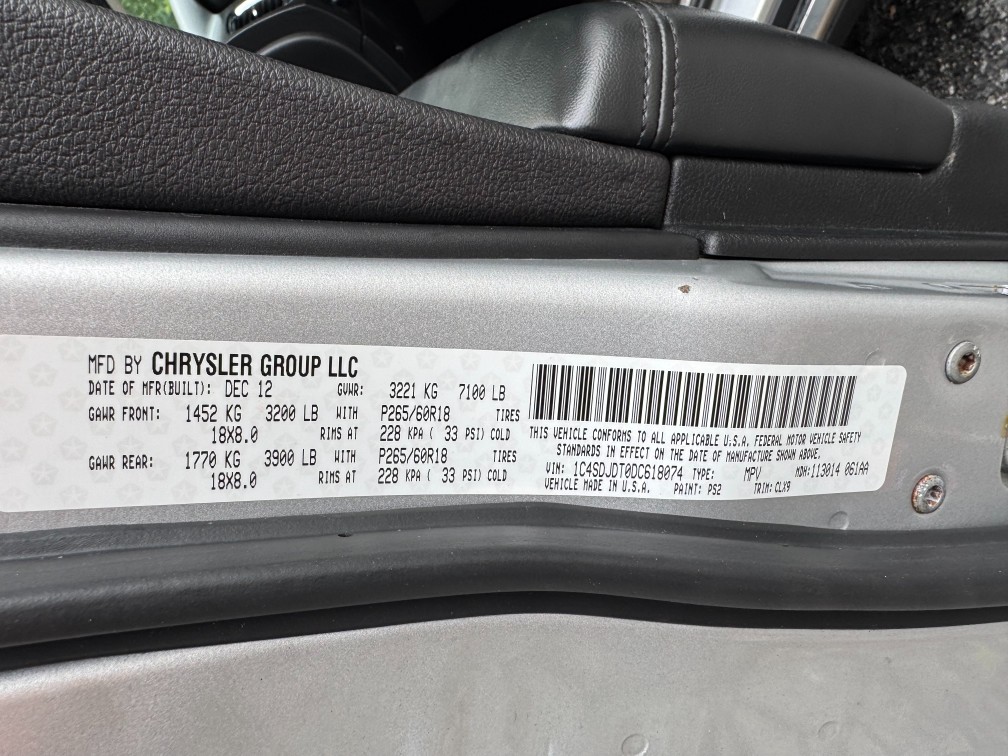 MFD BY CHRYSLER GROUP LLC
DATE OF MFR(BUILT): DEC 12 GVWR: 3221 KG 7100 LB
GAWR FRONT: 1452 KG 3200 LB WITH P265/60R18 TIRES
18X8.0 RIMS AT 228 KPA ( 33 PSI) COLD
GAWR REAR: 1770 KG 3900 LB WITH P265/60R18 TIRES
18X8.0 RIMS AT 228 KPA ( 33 PSI) COLD
THIS VEHICLE CONFORMS TO ALL APPLICABLE U.S.A. FEDERAL MOTOR VEHICLE SAFETY
STANDARDS IN EFFECT ON THE DATE OF MANUFACTURE SHOWN ABOVE.
VIN: 1C4SDJDT0DC618074 TYPE: MPV MDH: 113014 061AA
VEHICLE MADE IN U.S.A. PAINT: PS2 TRIM: CLX9